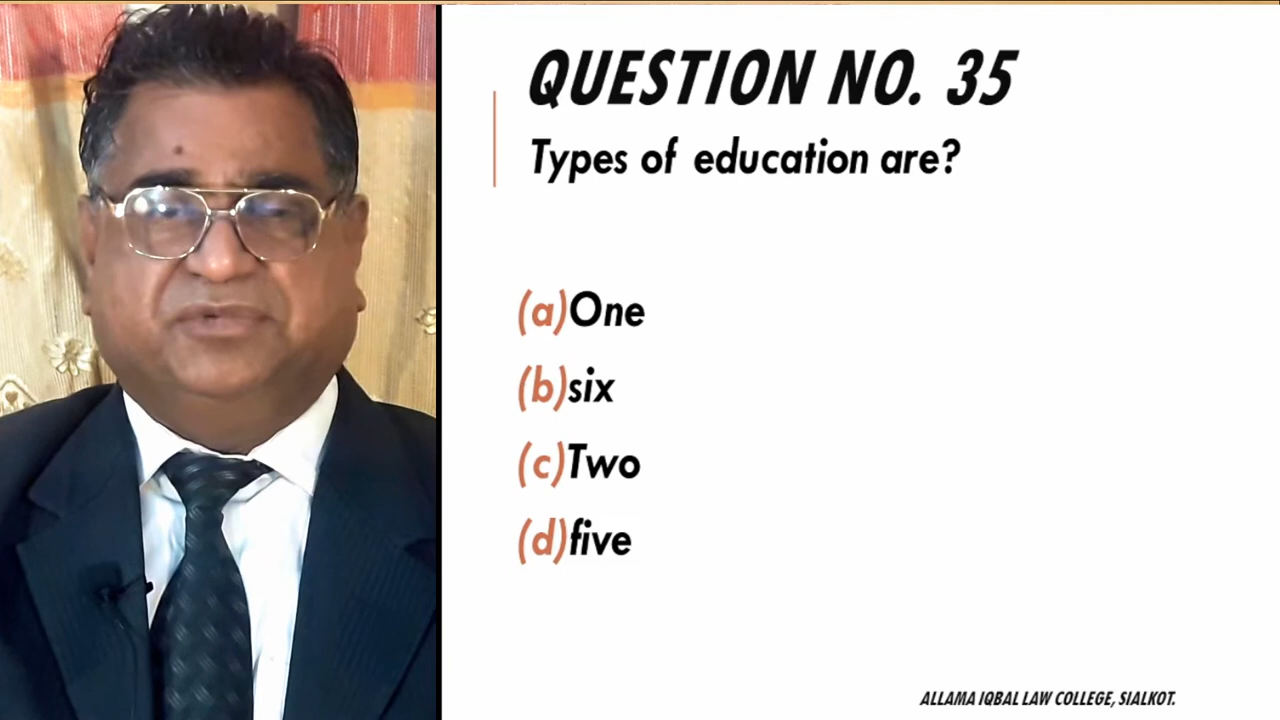 QUESTION NO. 35
Types of education are?
(a)One
(b)six
(c)Two
(d)five
ALLAMA IQBAL LAW COLLEGE, SIALKOT.